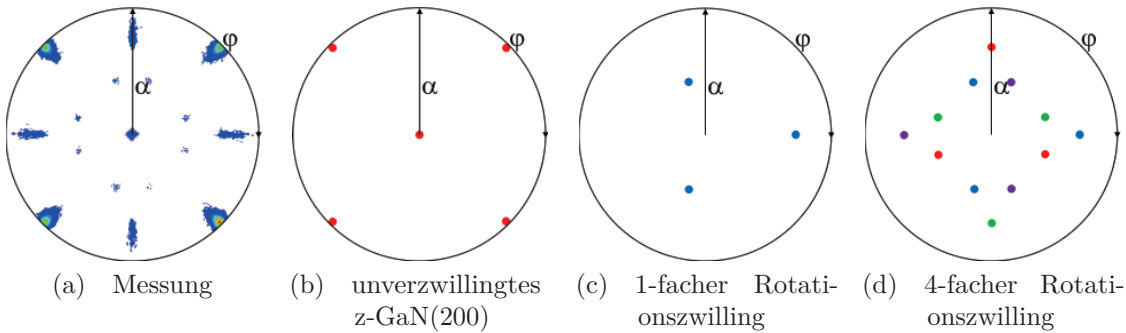 φ
α
φ
α
φ
α
φ
α
(a) Messung
(b) unverzwillingtes
z-GaN(200)
(c) 1-facher Rotati-
onszwilling
(d) 4-facher Rotati-
onszwilling